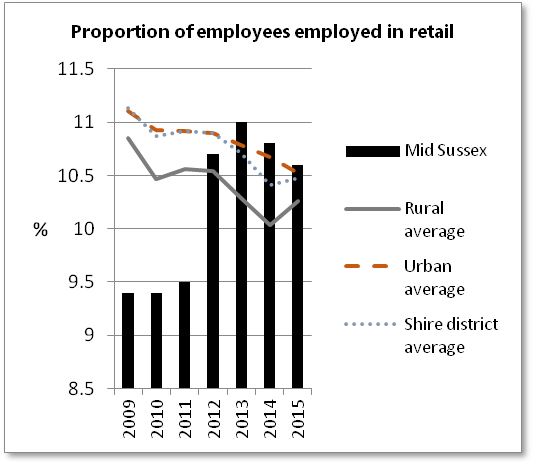 Proportion of employees employed in retail
11.5
11
10.5
10
9.5
9
8.5
%
2009 2010 2011 2012 2013 2014 2015
Mid Sussex
Rural
average
Urban
average
Shire district
average